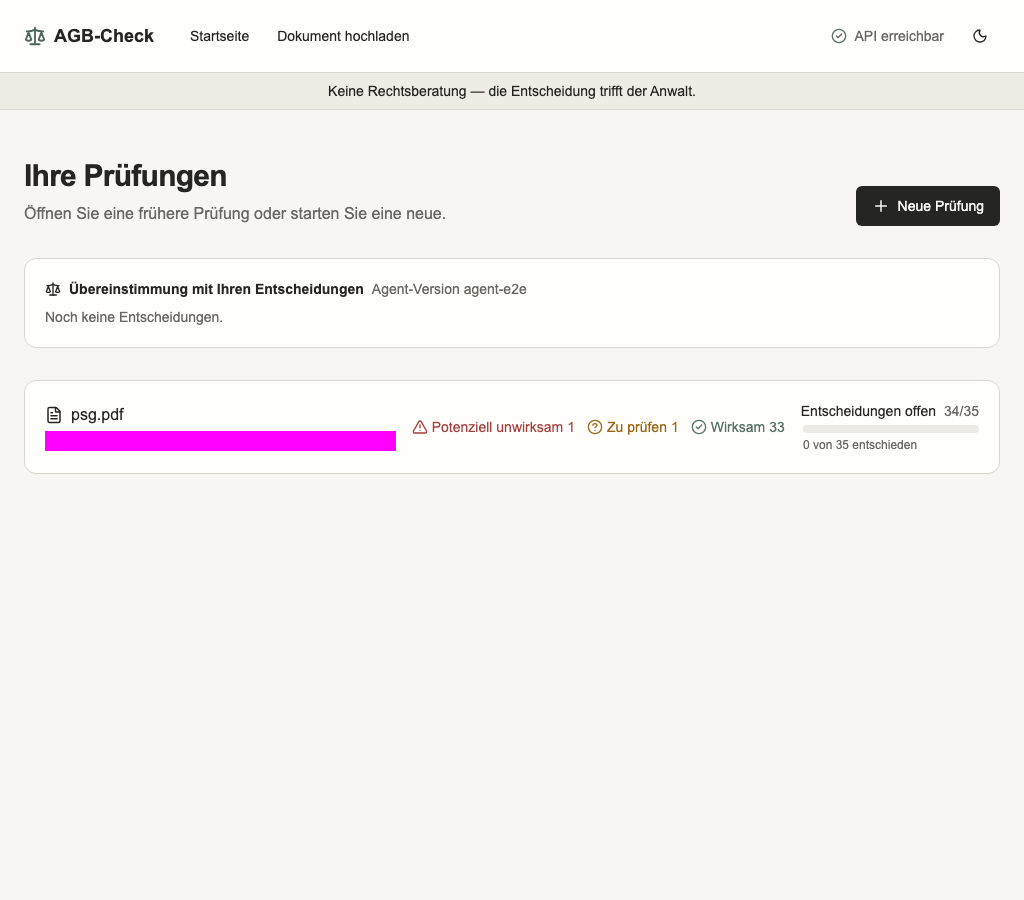 AGB-Check
Startseite
Dokument hochladen
API erreichbar
Keine Rechtsberatung — die Entscheidung trifft der Anwalt.
Ihre Prüfungen
Öffnen Sie eine frühere Prüfung oder starten Sie eine neue.
Neue Prüfung
Übereinstimmung mit Ihren Entscheidungen Agent-Version agent-e2e
Noch keine Entscheidungen.
psg.pdf
Potenziell unwirksam 1
Zu prüfen 1
Wirksam 33
Entscheidungen offen 34/35
0 von 35 entschieden